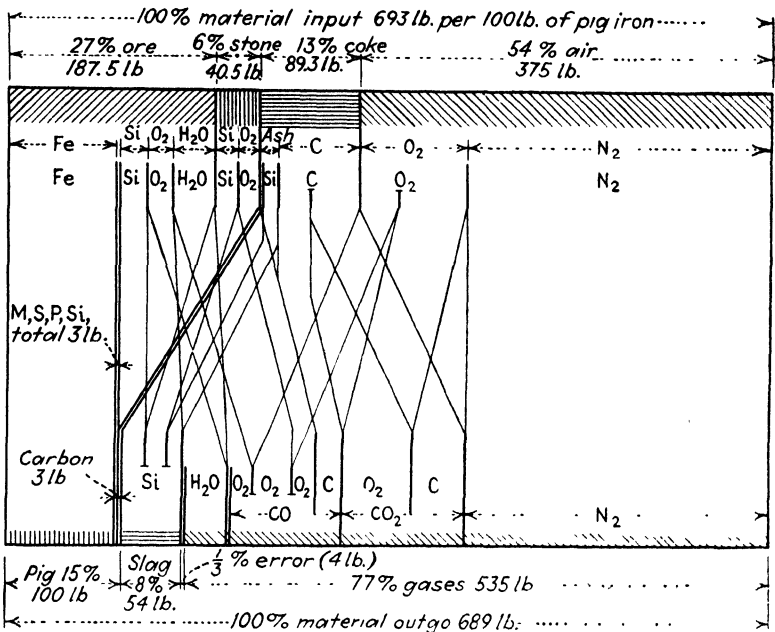 100% material input 693 lb. per 100 lb. of pig iron
27% ore 6% stone 13% coke 54% air
187.5 lb 40.5 lb. 89.3 lb. 375 lb.
Fe Si O₂ H₂O Si O₂ Ash C O₂ N₂
Fe Si O₂ H₂O Si O₂ Si C O₂ N₂
M,S,P,Si,
total 3 lb.
Carbon
3 lb
Si H₂O O₂ O₂ O₂ C O₂ C
CO CO₂ N₂
1/3 % error (4 lb.)
Pig 15%
100 lb
Slag
8%
54 lb.
77% gases 535 lb
100% material outgo 689 lb.